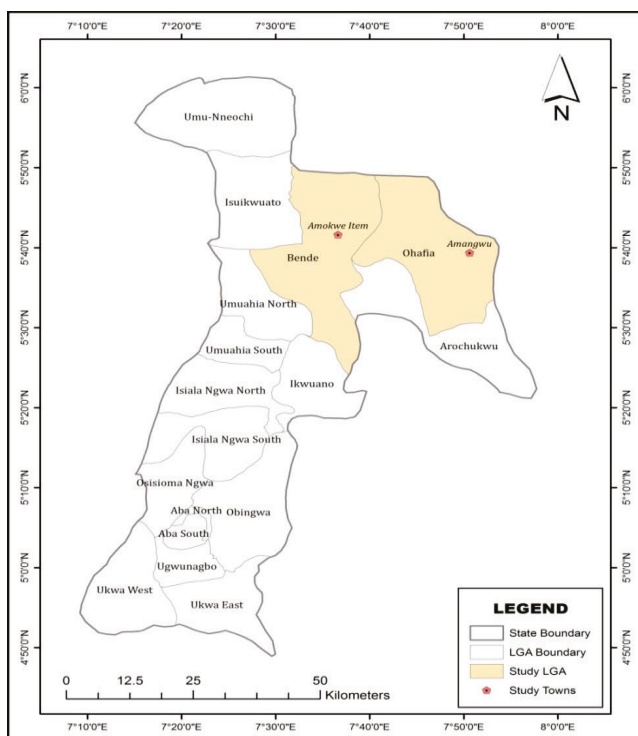 7°10'0"E 7°20'0"E 7°30'0"E 7°40'0"E 7°50'0"E 8°0'0"E
6°0'0"N
5°50'0"N
5°40'0"N
5°30'0"N
5°20'0"N
5°10'0"N
5°0'0"N
4°50'0"N
N
Umu-Nneochi
Isuikwuato
Amokwe Item
Bende
Ohafia
Amangwu
Umuahia North
Arochukwu
Umuahia South
Ikwuano
Isiala Ngwa North
Isiala Ngwa South
Osisioma Ngwa
Aba North
Obingwa
Aba South
Ugwunagbo
Ukwa West
Ukwa East
LEGEND
State Boundary
LGA Boundary
Study LGA
Study Towns
0 12.5 25 50
Kilometers
6°0'0"N
5°50'0"N
5°40'0"N
5°30'0"N
5°20'0"N
5°10'0"N
5°0'0"N
4°50'0"N
7°10'0"E 7°20'0"E 7°30'0"E 7°40'0"E 7°50'0"E 8°0'0"E